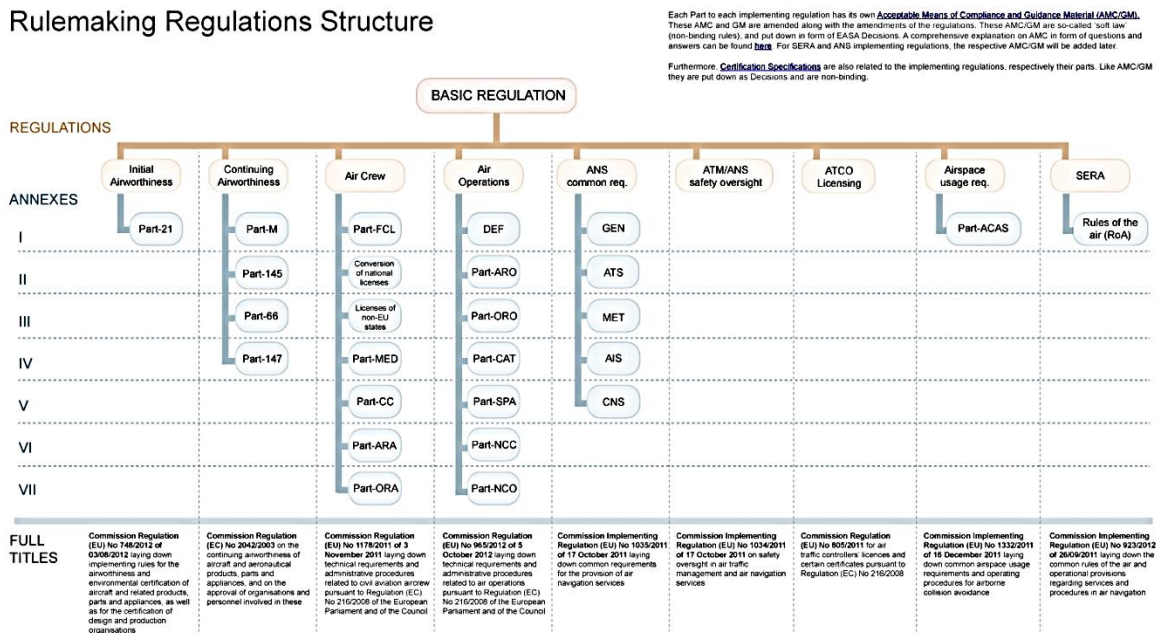 Rulemaking Regulations Structure
Each Part to each implementing regulation has its own Acceptable Means of Compliance and Guidance Material (AMC/GM).
These AMC and GM are amended along with the amendments of the regulations. These AMC/GM are so-called 'soft law'
(non-binding rules), and put down in form of EASA Decisions. A comprehensive explanation on AMC in form of questions and
answers can be found here. For SERA and ANS implementing regulations, the respective AMC/GM will be added later.
Furthermore, Certification Specifications are also related to the implementing regulations, respectively their parts. Like AMC/GM
they are put down as Decisions and are non-binding.
BASIC REGULATION
REGULATIONS
Initial
Airworthiness
Continuing
Airworthiness
Air Crew
Air
Operations
ANS
common req.
ATM/ANS
safety oversight
ATCO
Licensing
Airspace
usage req.
SERA
ANNEXES
I
Part-21
Part-M
Part-FCL
DEF
GEN
Part-ACAS
Rules of the
air (RoA)
II
Part-145
Conversion
of national
licenses
Part-ARO
ATS
III
Part-66
Licenses of
non-EU
states
Part-ORO
MET
IV
Part-147
Part-MED
Part-CAT
AIS
V
Part-CC
Part-SPA
CNS
VI
Part-ARA
Part-NCC
VII
Part-ORA
Part-NCO
FULL
TITLES
Commission Regulation
(EU) No 748/2012 of
03/08/2012 laying down
implementing rules for the
airworthiness and
environmental certification of
aircraft and related products,
parts and appliances, as well
as for the certification of
design and production
organisations
Commission Regulation
(EC) No 2042/2003 on the
continuing airworthiness of
aircraft and aeronautical
products, parts and
appliances, and on the
approval of organisations and
personnel involved in these
Commission Regulation
(EU) No 1178/2011 of 3
November 2011 laying down
technical requirements and
administrative procedures
related to civil aviation aircrew
pursuant to Regulation (EC)
No 216/2008 of the European
Parliament and of the Council
Commission Regulation
(EU) No 965/2012 of 5
October 2012 laying down
technical requirements and
administrative procedures
related to air operations
pursuant to Regulation (EC)
No 216/2008 of the European
Parliament and of the Council
Commission Implementing
Regulation (EU) No 1035/2011
of 17 October 2011 laying
down common requirements
for the provision of air
navigation services
Commission Implementing
Regulation (EU) No 1034/2011
of 17 October 2011 on safety
oversight in air traffic
management and air navigation
services
Commission Regulation
(EU) No 805/2011 for air
traffic controllers' licences and
certain certificates pursuant to
Regulation (EC) No 216/2008
Commission Implementing
Regulation (EU) No 1332/2011
of 16 December 2011 laying
down common airspace usage
requirements and operating
procedures for airborne
collision avoidance
Commission Implementing
Regulation (EU) No 923/2012
of 26/09/2011 laying down the
common rules of the air and
operational provisions
regarding services and
procedures in air navigation